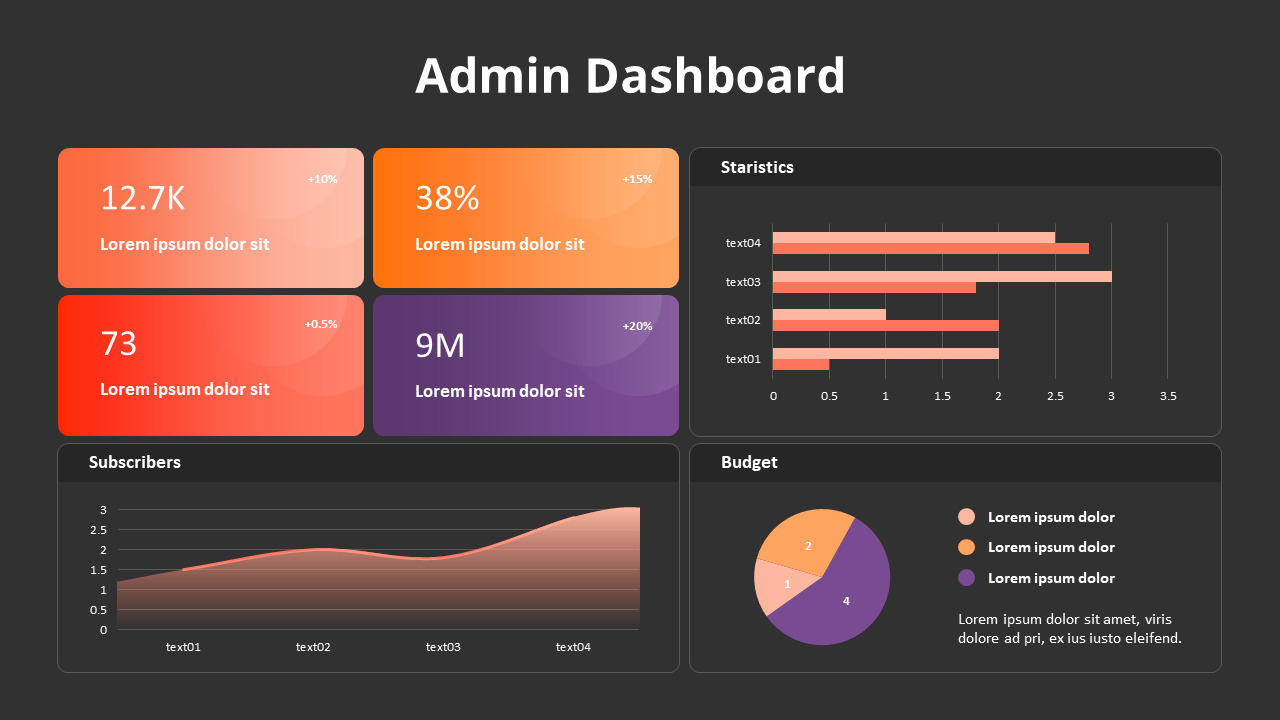 Admin Dashboard
12.7K
+10%
Lorem ipsum dolor sit
38%
+15%
Lorem ipsum dolor sit
73
+0.5%
Lorem ipsum dolor sit
9M
+20%
Lorem ipsum dolor sit
Staristics
text04
text03
text02
text01
0 0.5 1 1.5 2 2.5 3 3.5
Subscribers
3
2.5
2
1.5
1
0.5
0
text01 text02 text03 text04
Budget
2
1
4
Lorem ipsum dolor
Lorem ipsum dolor
Lorem ipsum dolor
Lorem ipsum dolor sit amet, viris
dolore ad pri, ex ius iusto eleifend.